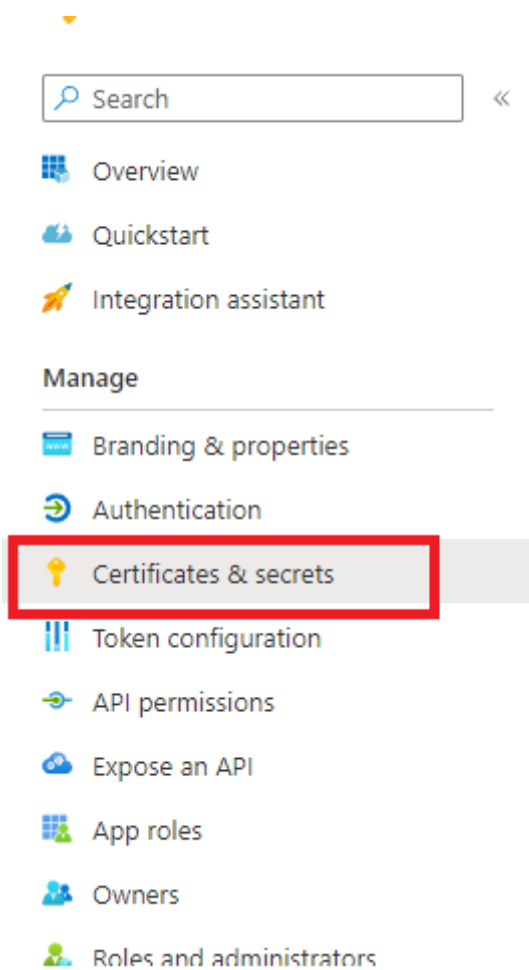 Search
Overview
Quickstart
Integration assistant
Manage
Branding & properties
Authentication
Certificates & secrets
Token configuration
API permissions
Expose an API
App roles
Owners
Roles and administrators